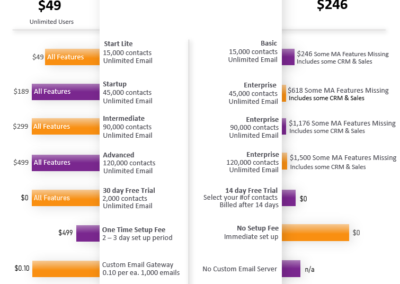 $49
$246
Unlimited Users
Start Lite
15,000 contacts
Unlimited Email
$49 All Features
Basic
15,000 contacts
Unlimited Email
$246 Some MA Features Missing
Includes some CRM & Sales
Startup
45,000 contacts
Unlimited Email
$189 All Features
Enterprise
45,000 contacts
Unlimited Email
$618 Some MA Features Missing
Includes some CRM & Sales
Intermediate
90,000 contacts
Unlimited Email
$299 All Features
Enterprise
90,000 contacts
Unlimited Email
$1,176 Some MA Features Missing
Includes some CRM & Sales
Advanced
120,000 contacts
Unlimited Email
$499 All Features
Enterprise
120,000 contacts
Unlimited Email
$1,500 Some MA Features Missing
Includes some CRM & Sales
30 day Free Trial
2,000 contacts
Unlimited Email
$0 All Features
14 day Free Trial
Select your #of contacts
Billed after 14 days
$0
$499
One Time Setup Fee
2 – 3 day set up period
No Setup Fee
Immediate set up
$0
$0.10
Custom Email Gateway
0.10 per ea. 1,000 emails
No Custom Email Server
n/a